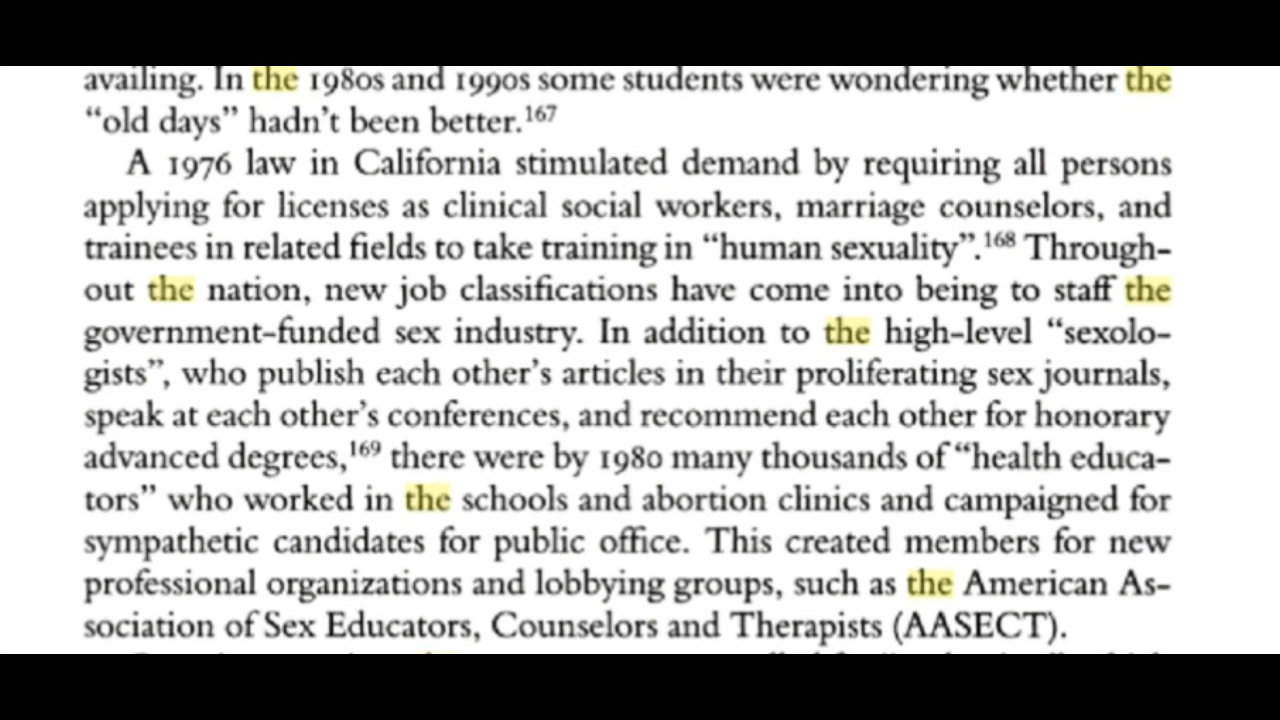 availing. In the 1980s and 1990s some students were wondering whether the
“old days” hadn’t been better.167
A 1976 law in California stimulated demand by requiring all persons
applying for licenses as clinical social workers, marriage counselors, and
trainees in related fields to take training in “human sexuality”.168 Through-
out the nation, new job classifications have come into being to staff the
government-funded sex industry. In addition to the high-level “sexolo-
gists”, who publish each other’s articles in their proliferating sex journals,
speak at each other’s conferences, and recommend each other for honorary
advanced degrees,169 there were by 1980 many thousands of “health educa-
tors” who worked in the schools and abortion clinics and campaigned for
sympathetic candidates for public office. This created members for new
professional organizations and lobbying groups, such as the American As-
sociation of Sex Educators, Counselors and Therapists (AASECT).